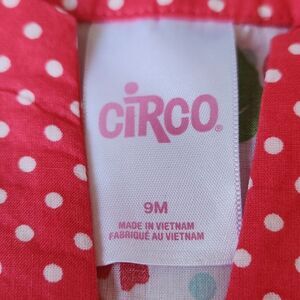 CiRCO®
9M
MADE IN VIETNAM
FABRIQUÉ AU VIETNAM